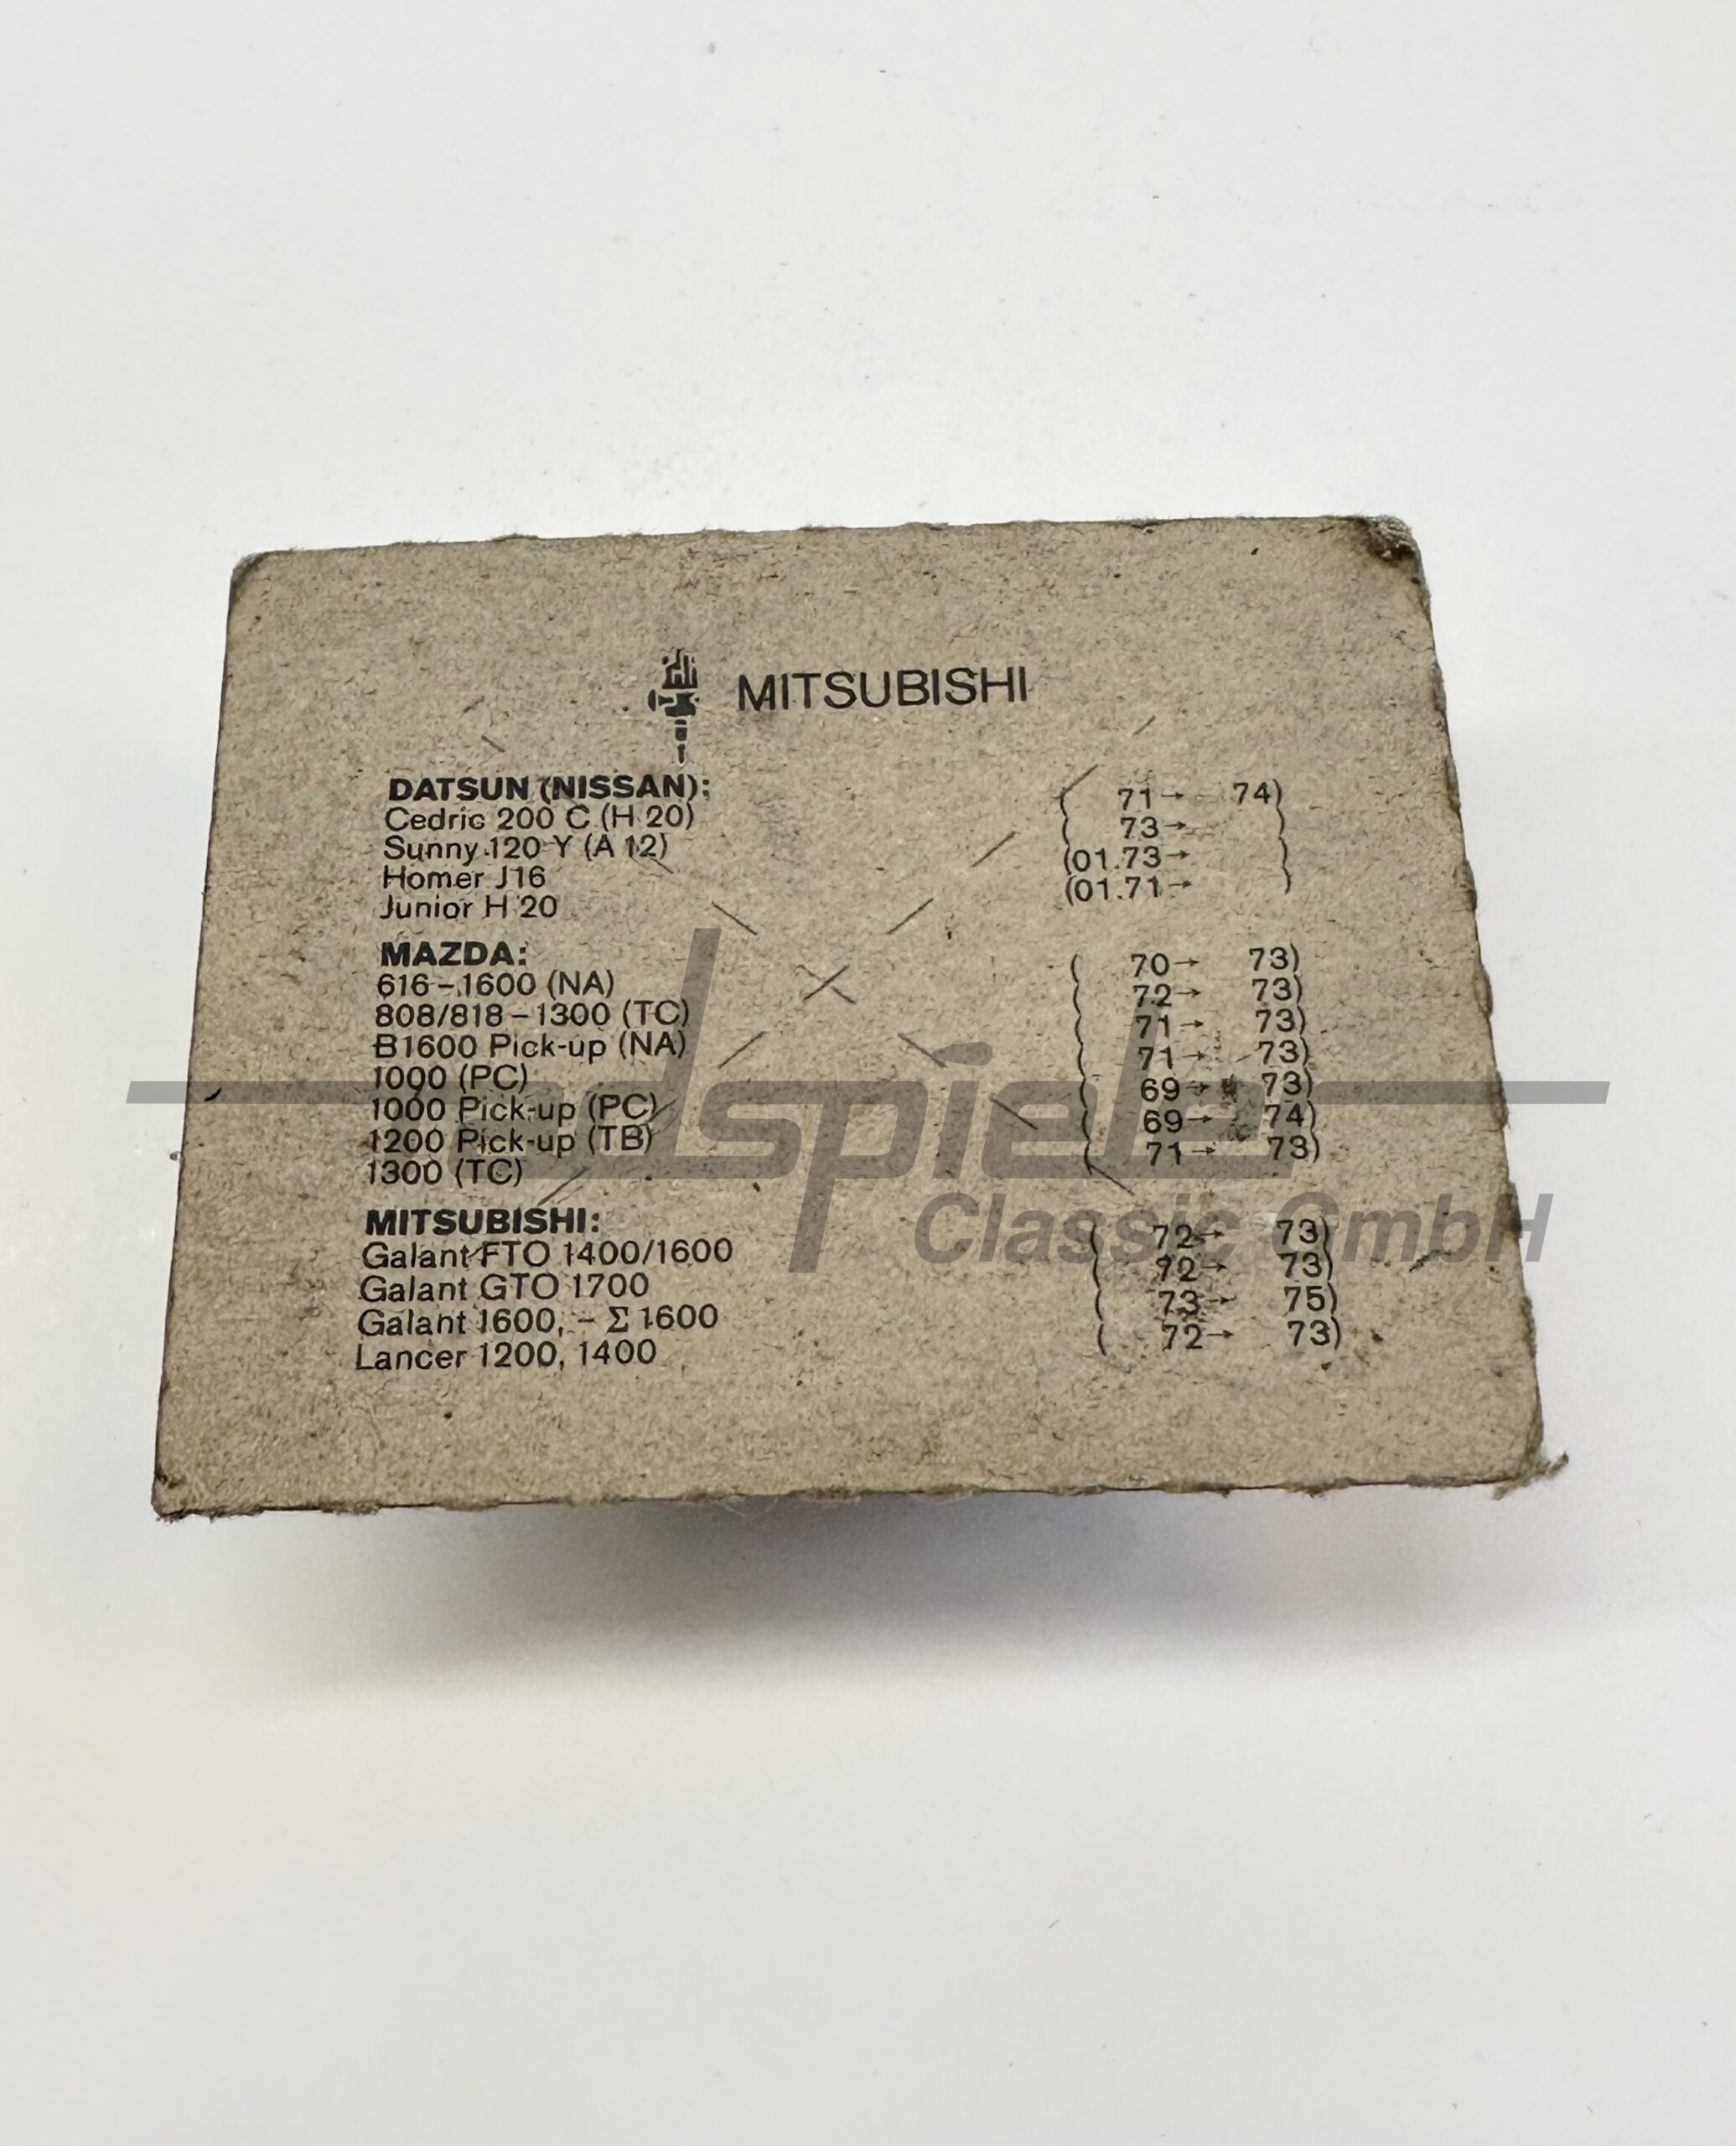 MITSUBISHI
DATSUN (NISSAN):
Cedric 200 C (H 20) ( 71→ 74)
Sunny 120 Y (A 12) ( 73→ )
Homer J16 (01.73→ )
Junior H 20 (01.71→ )
MAZDA:
616 – 1600 (NA) ( 70→ 73)
808/818 – 1300 (TC) ( 72→ 73)
B1600 Pick-up (NA) ( 71→ 73)
1000 (PC) ( 71→ 73)
1000 Pick-up (PC) ( 69→ 73)
1200 Pick-up (TB) ( 69→ 74)
1300 (TC) ( 71→ 73)
MITSUBISHI:
Galant FTO 1400/1600 ( 72→ 73)
Galant GTO 1700 ( 72→ 73)
Galant 1600, – Σ 1600 ( 73→ 75)
Lancer 1200, 1400 ( 72→ 73)
Classic GmbH